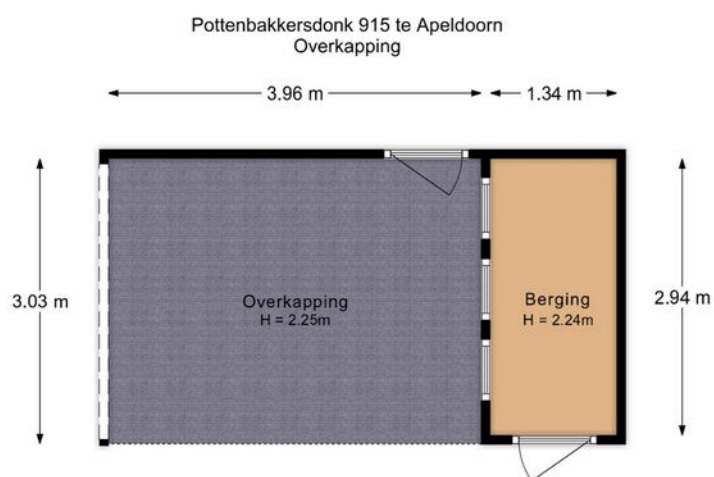 Pottenbakkersdonk 915 te Apeldoorn
Overkapping
3.96 m
1.34 m
3.03 m
Overkapping
H = 2.25m
Berging
H = 2.24m
2.94 m